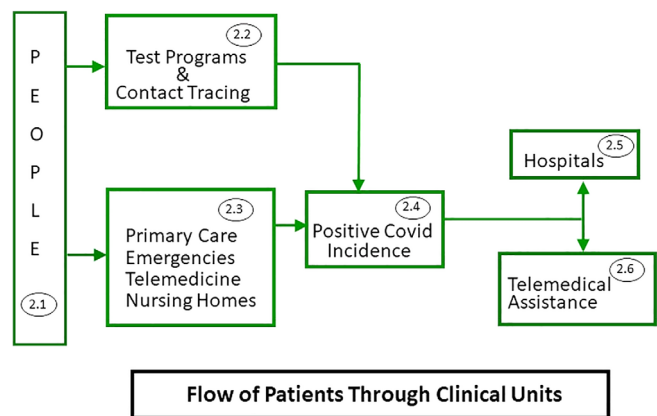 PEOPLE
2.1
2.2
Test Programs
&
Contact Tracing
2.3
Primary Care
Emergencies
Telemedicine
Nursing Homes
2.4
Positive Covid
Incidence
2.5
Hospitals
2.6
Telemedical
Assistance
Flow of Patients Through Clinical Units